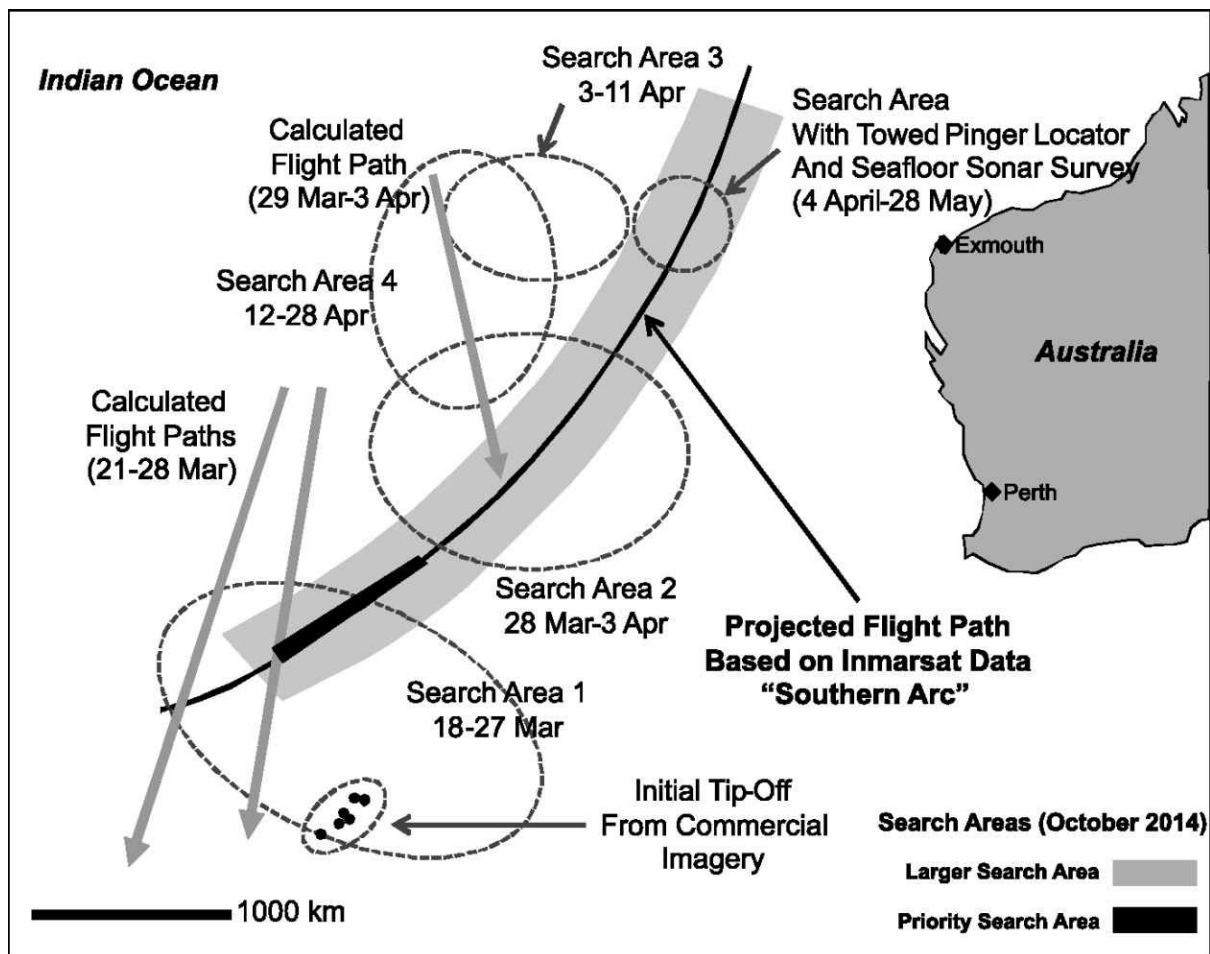 Indian Ocean
Search Area 3
3-11 Apr
Search Area
With Towed Pinger Locator
And Seafloor Sonar Survey
(4 April-28 May)
Calculated
Flight Path
(29 Mar-3 Apr)
Exmouth
Search Area 4
12-28 Apr
Australia
Calculated
Flight Paths
(21-28 Mar)
Perth
Search Area 2
28 Mar-3 Apr
Projected Flight Path
Based on Inmarsat Data
“Southern Arc”
Search Area 1
18-27 Mar
Initial Tip-Off
From Commercial
Imagery
Search Areas (October 2014)
Larger Search Area
Priority Search Area
1000 km